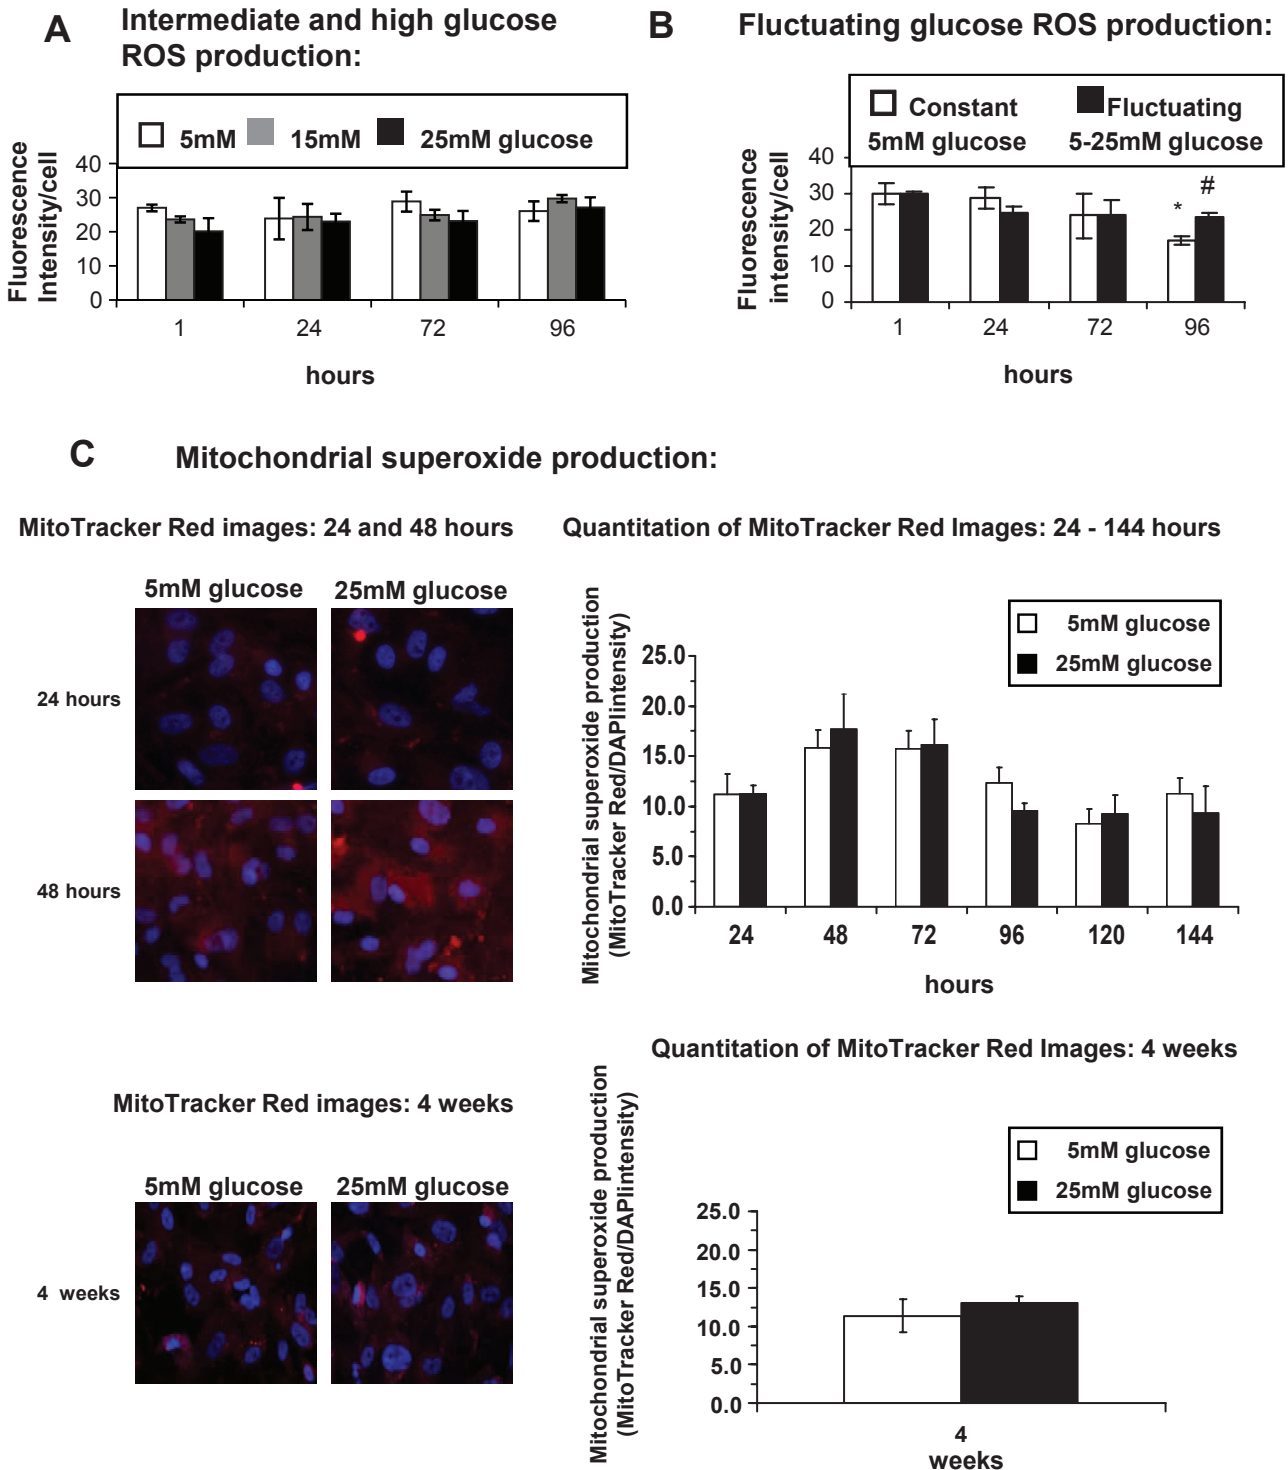 A
Intermediate and high glucose
ROS production:
5mM 15mM 25mM glucose
Fluorescence
Intensity/cell
40
30
20
10
0
1 24 72 96
hours
B
Fluctuating glucose ROS production:
Constant Fluctuating
5mM glucose 5-25mM glucose
Fluorescence
intensity/cell
40
30
20
10
0
* #
1 24 72 96
hours
C
Mitochondrial superoxide production:
MitoTracker Red images: 24 and 48 hours
5mM glucose 25mM glucose
24 hours
48 hours
Quantitation of MitoTracker Red Images: 24 - 144 hours
Mitochondrial superoxide production
(MitoTracker Red/DAPIintensity)
5mM glucose
25mM glucose
25.0
20.0
15.0
10.0
5.0
0.0
24 48 72 96 120 144
hours
MitoTracker Red images: 4 weeks
5mM glucose 25mM glucose
4 weeks
Quantitation of MitoTracker Red Images: 4 weeks
Mitochondrial superoxide production
(MitoTracker Red/DAPIintensity)
5mM glucose
25mM glucose
25.0
20.0
15.0
10.0
5.0
0.0
4
weeks